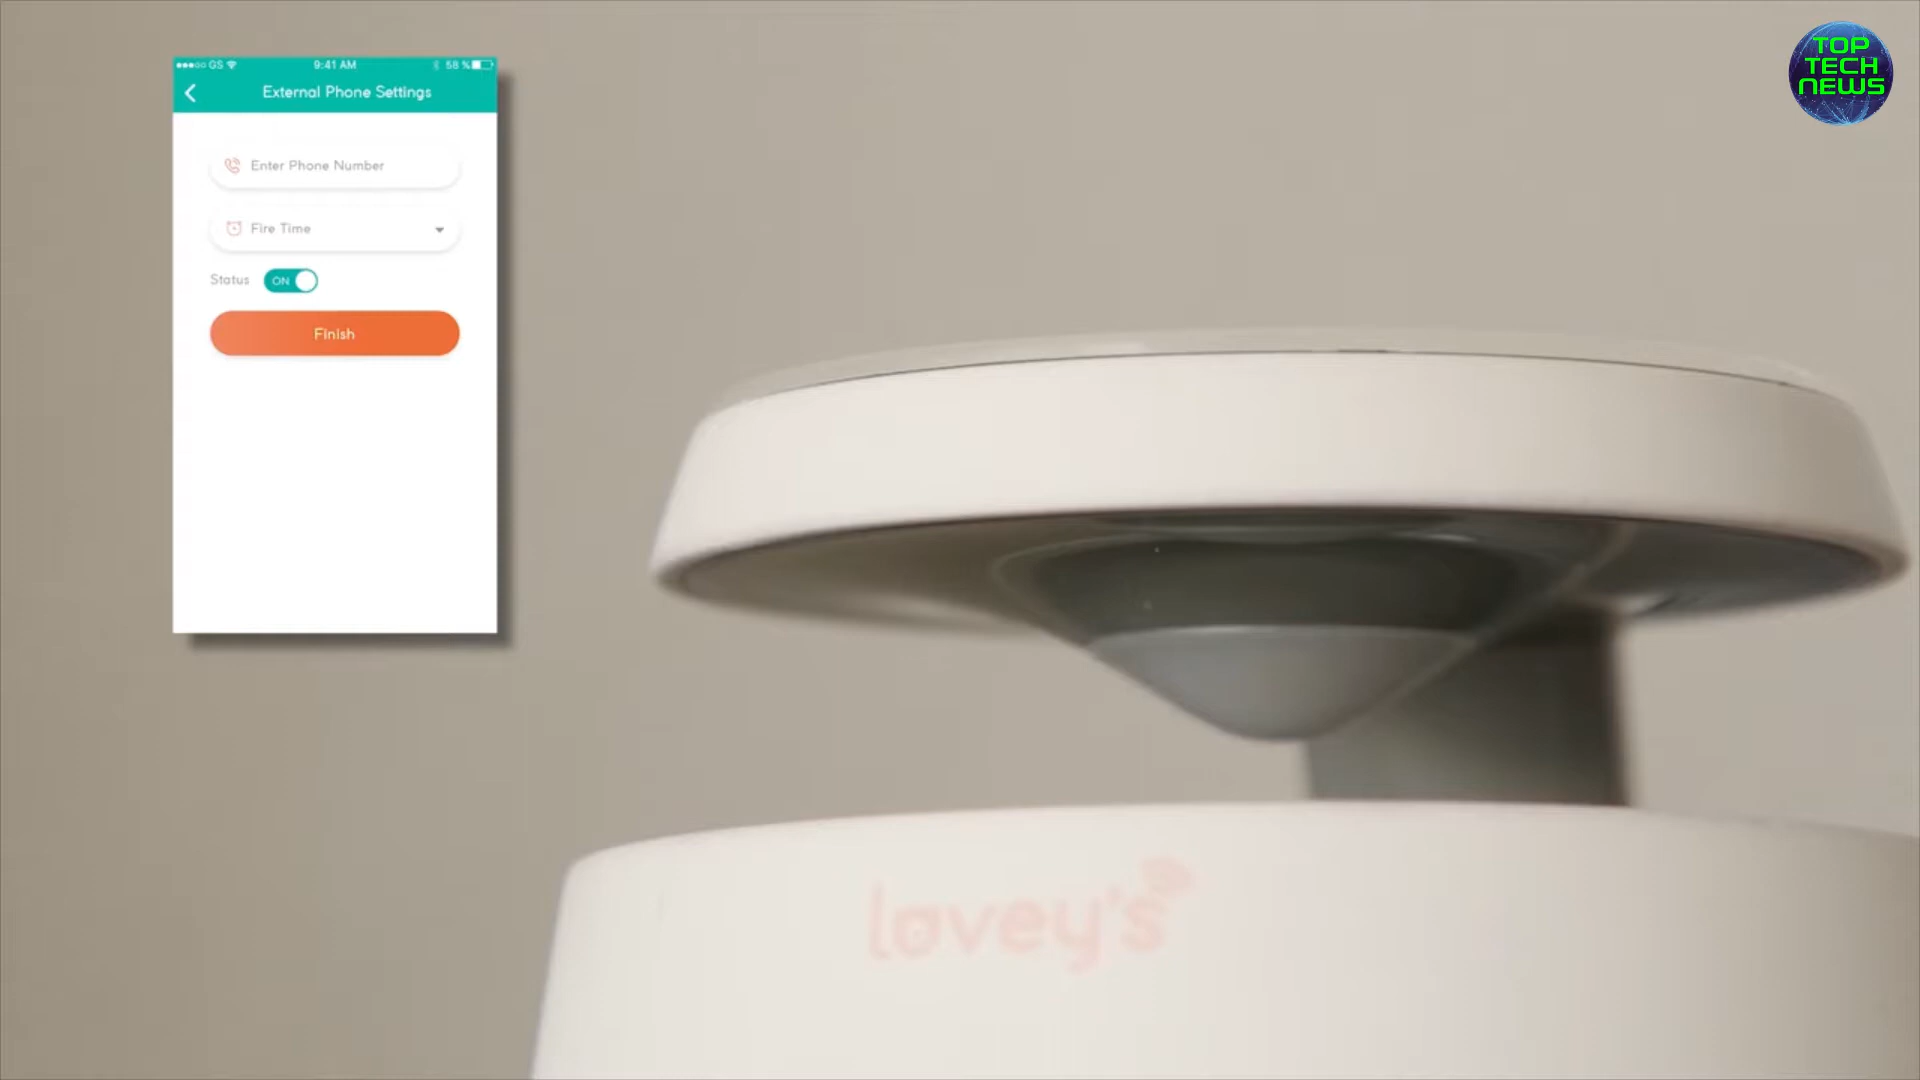 GS
9:41 AM
58 %
External Phone Settings
Enter Phone Number
Fire Time
Status
ON
Finish
TOP
TECH
NEWS
lovey's